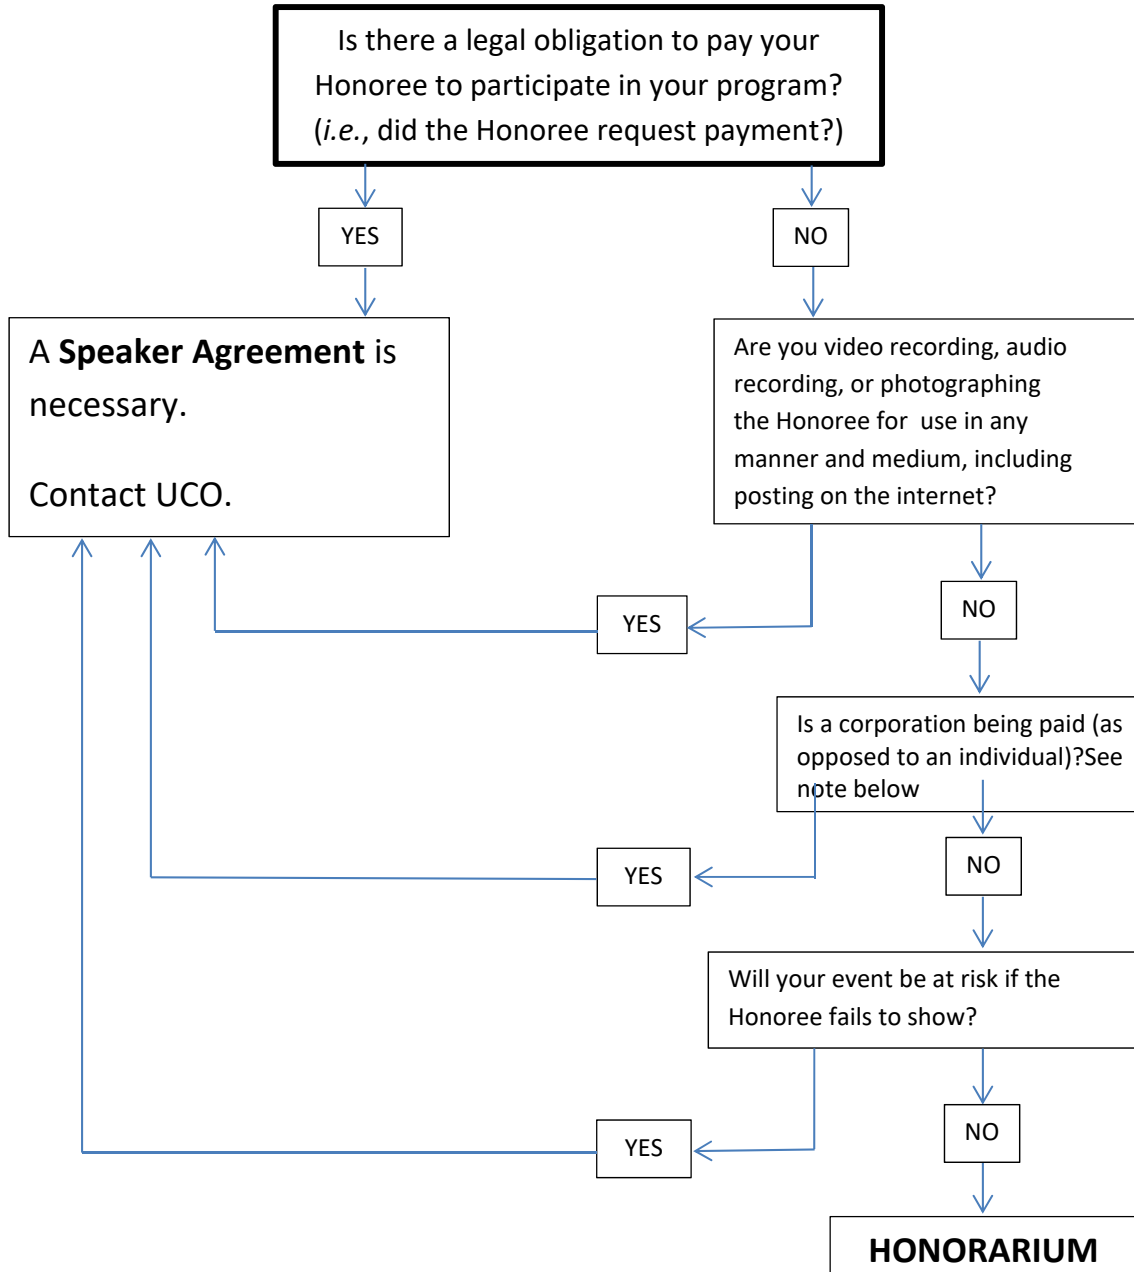 Is there a legal obligation to pay your
Honoree to participate in your program?
(i.e., did the Honoree request payment?)
YES
NO
A Speaker Agreement is
necessary.
Contact UCO.
Are you video recording, audio
recording, or photographing
the Honoree for  use in any
manner and medium, including
posting on the internet?
YES
NO
Is a corporation being paid (as
opposed to an individual)?See
note below
YES
NO
Will your event be at risk if the
Honoree fails to show?
YES
NO
HONORARIUM